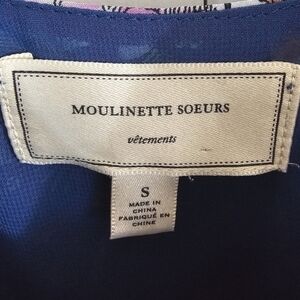 MOULINETTE SOEURS
vêtements
S
MADE IN
CHINA
FABRIQUÉ EN
CHINE